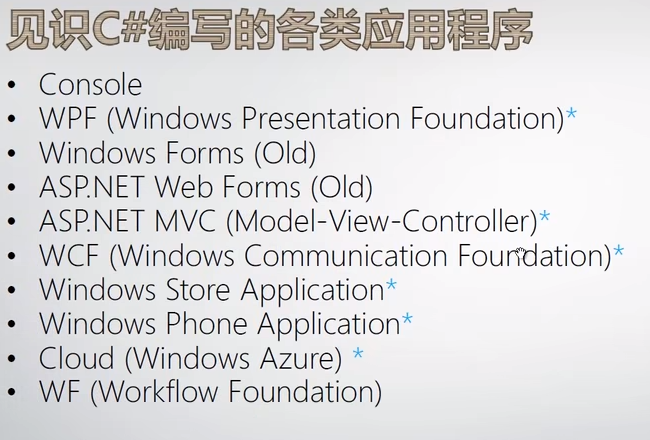 见识C#编写的各类应用程序
• Console
• WPF (Windows Presentation Foundation)*
• Windows Forms (Old)
• ASP.NET Web Forms (Old)
• ASP.NET MVC (Model-View-Controller)*
• WCF (Windows Communication Foundation)*
• Windows Store Application*
• Windows Phone Application*
• Cloud (Windows Azure) *
• WF (Workflow Foundation)